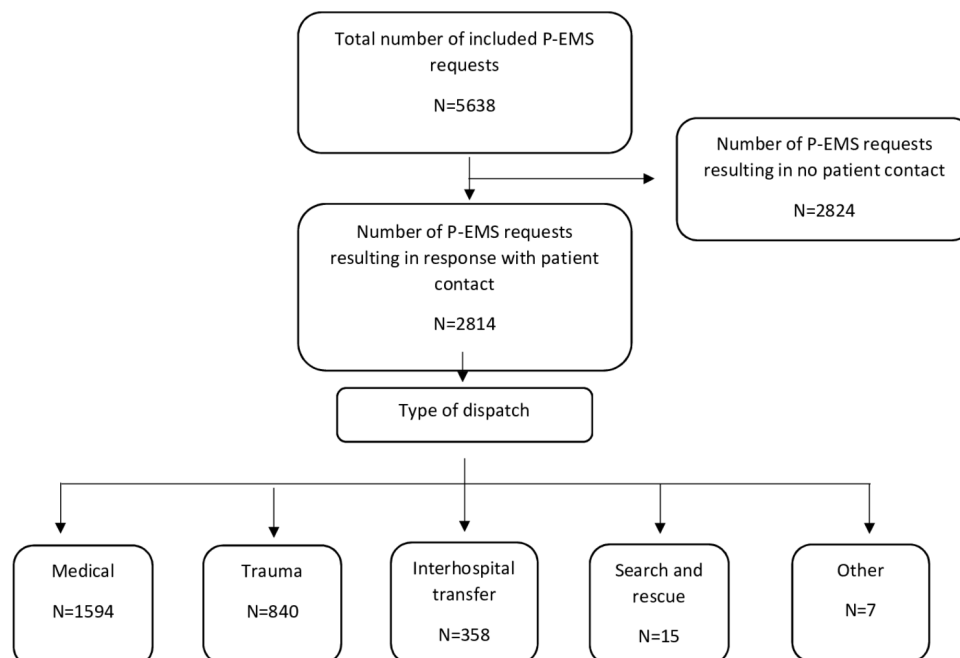 Total number of included P-EMS
requests
N=5638
Number of P-EMS requests
resulting in no patient contact
N=2824
Number of P-EMS requests
resulting in response with patient
contact
N=2814
Type of dispatch
Medical
N=1594
Trauma
N=840
Interhospital
transfer
N=358
Search and
rescue
N=15
Other
N=7